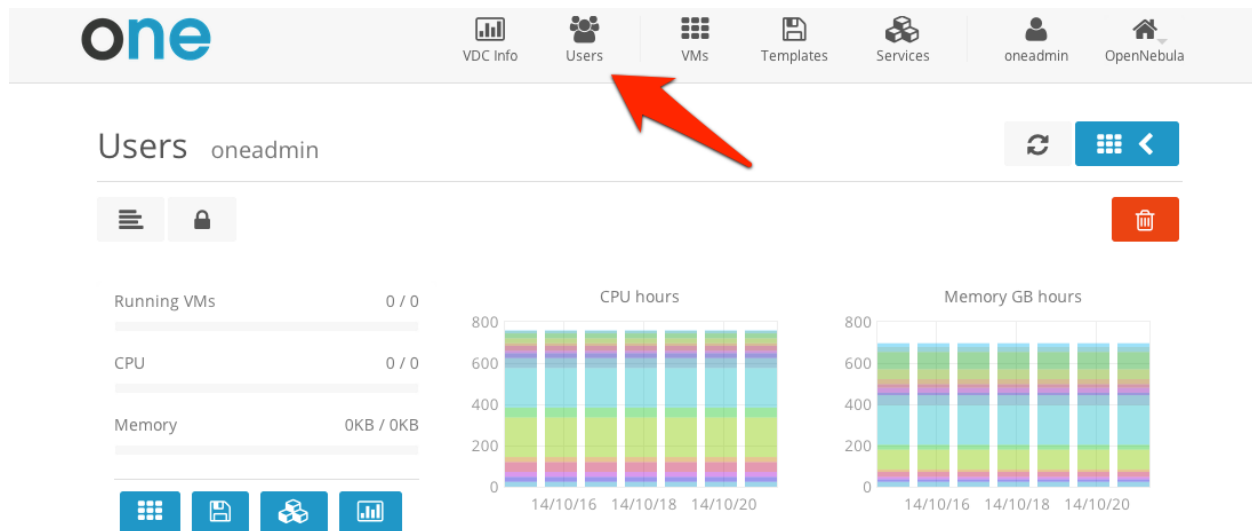 one
VDC Info Users VMs Templates Services oneadmin OpenNebula
Users oneadmin
Running VMs 0 / 0
CPU 0 / 0
Memory 0KB / 0KB
CPU hours
800
600
400
200
0
14/10/16 14/10/18 14/10/20
Memory GB hours
800
600
400
200
0
14/10/16 14/10/18 14/10/20